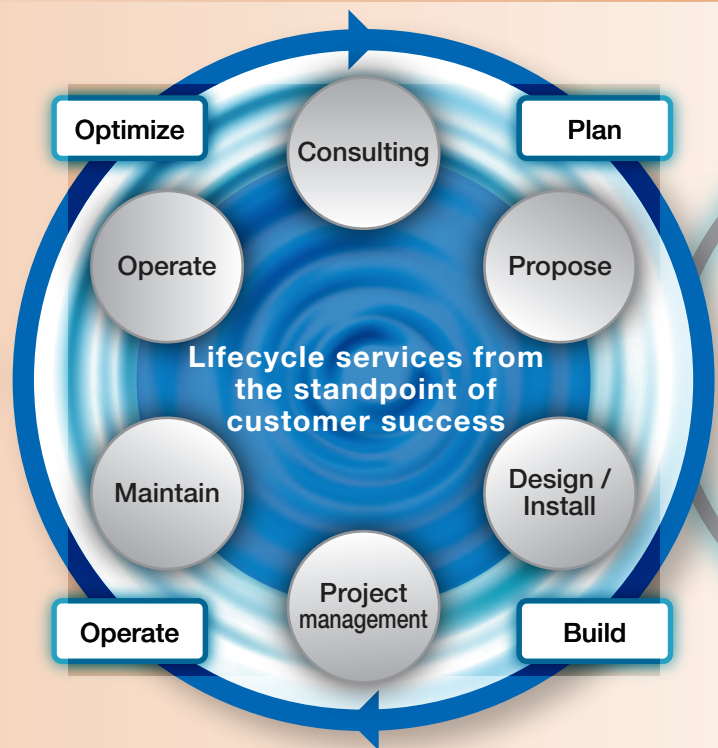 Optimize
Consulting
Plan
Operate
Propose
Lifecycle services from
the standpoint of
customer success
Maintain
Design /
Install
Project
management
Operate
Build